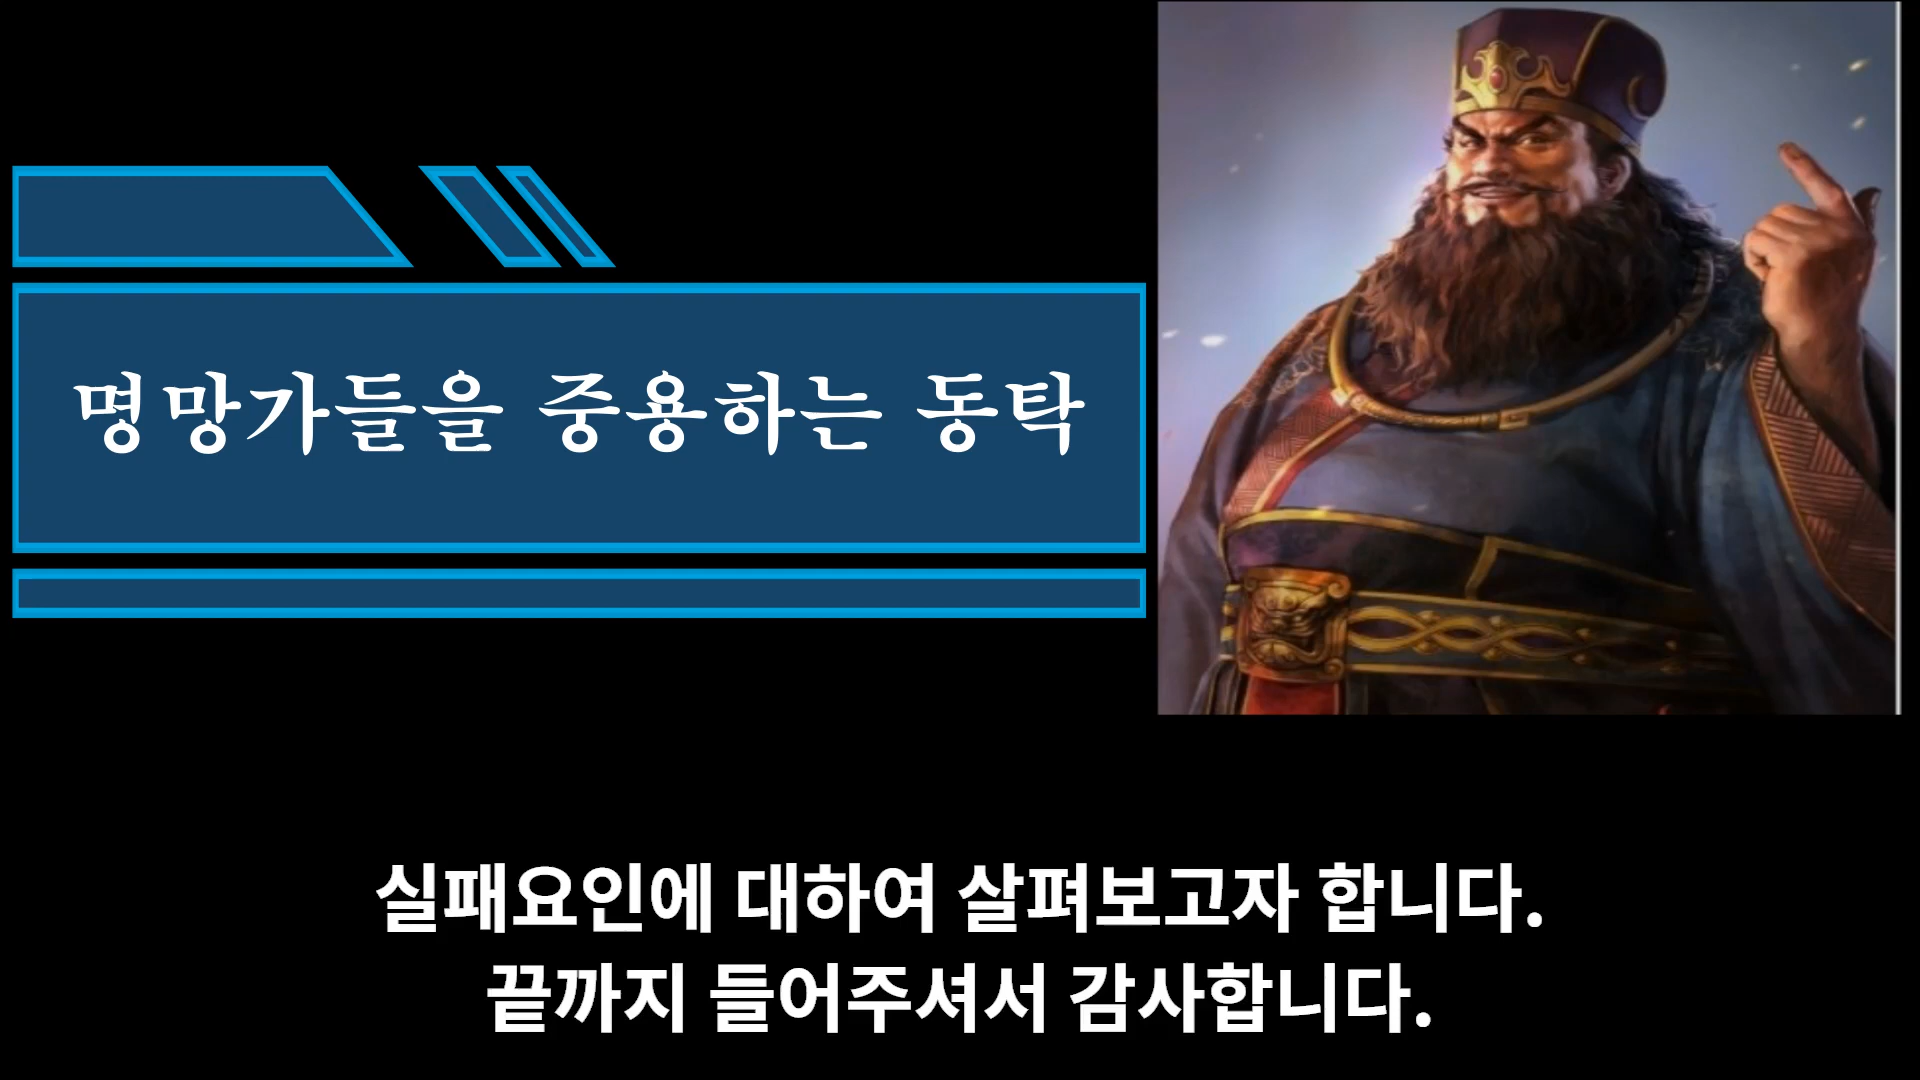 명망가들을 중용하는 동탁
실패요인에 대하여 살펴보고자 합니다.
끝까지 들어주셔서 감사합니다.